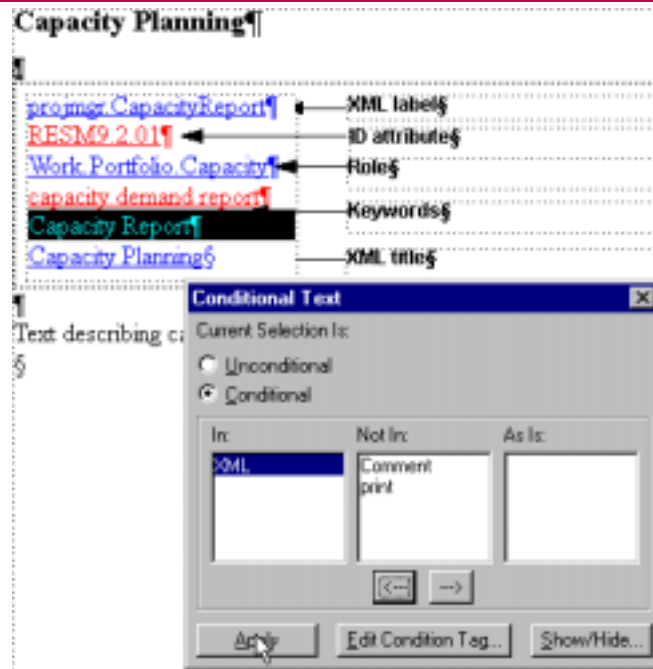 Capacity Planning¶
¶
projmgr.CapacityReport¶ XML label§
RESM9.2.01¶ ID attribute§
Work.Portfolio.Capacity¶ Role§
capacity demand report¶
Keywords§
Capacity Report¶
Capacity Planning§ XML title§
¶
Text describing ca
§
Conditional Text
Current Selection Is:
Unconditional
Conditional
In: Not In: As Is:
XML Comment
print
<--- --->
Apply Edit Condition Tag... Show/Hide...